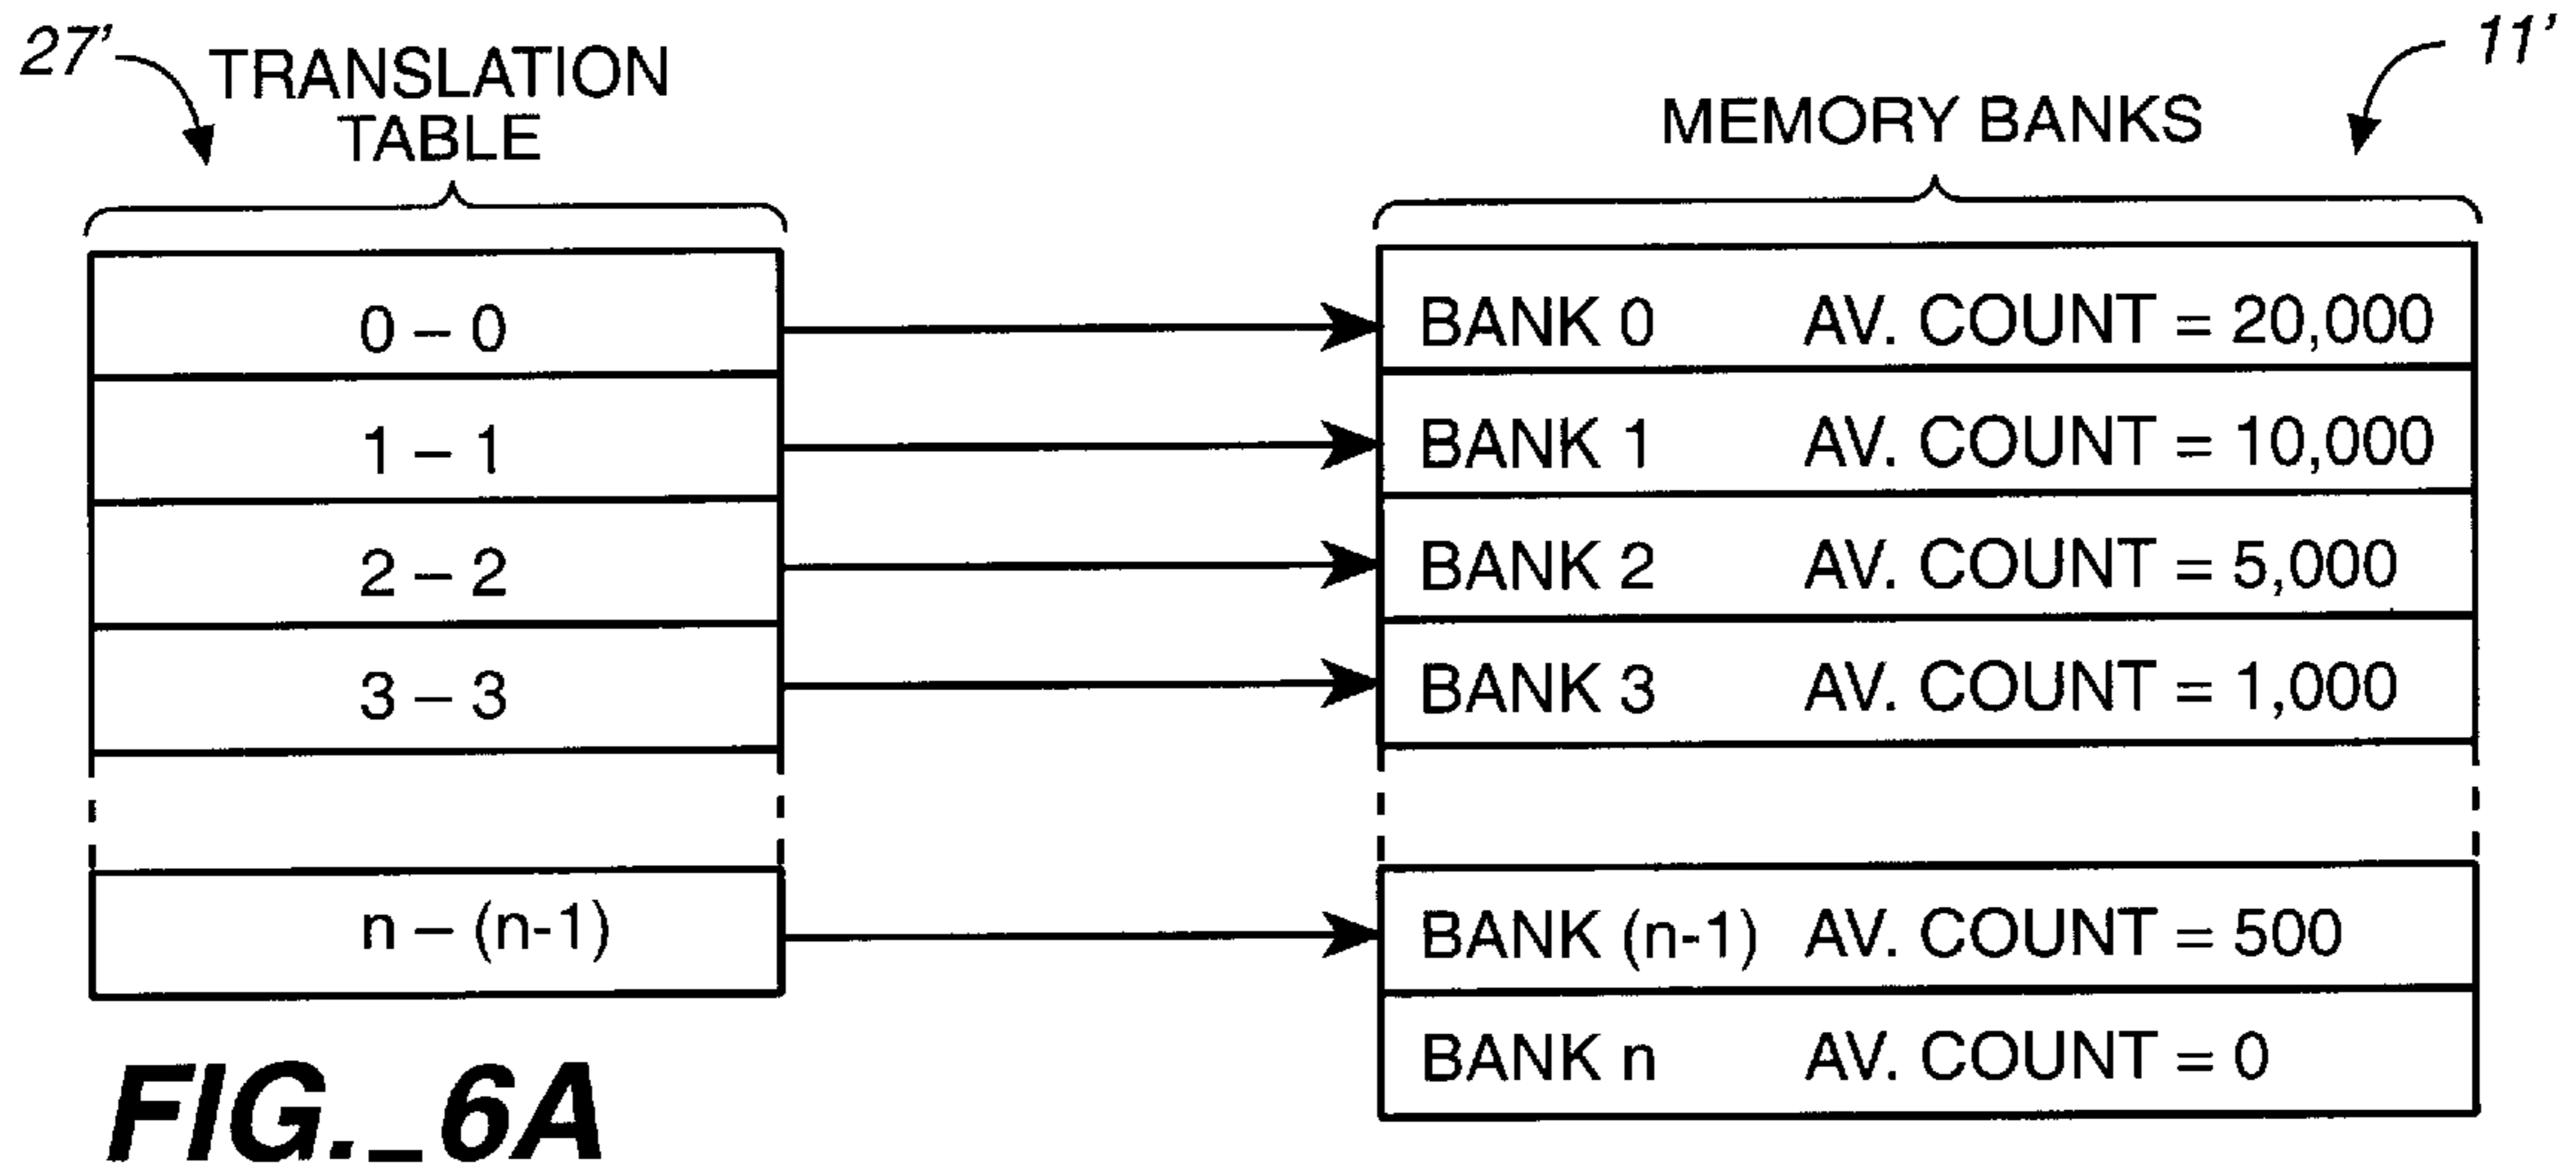 27'
TRANSLATION
TABLE
11'
MEMORY BANKS
0 – 0
BANK 0 AV. COUNT = 20,000
1 – 1
BANK 1 AV. COUNT = 10,000
2 – 2
BANK 2 AV. COUNT = 5,000
3 – 3
BANK 3 AV. COUNT = 1,000
n – (n-1)
BANK (n-1) AV. COUNT = 500
BANK n AV. COUNT = 0
FIG._6A